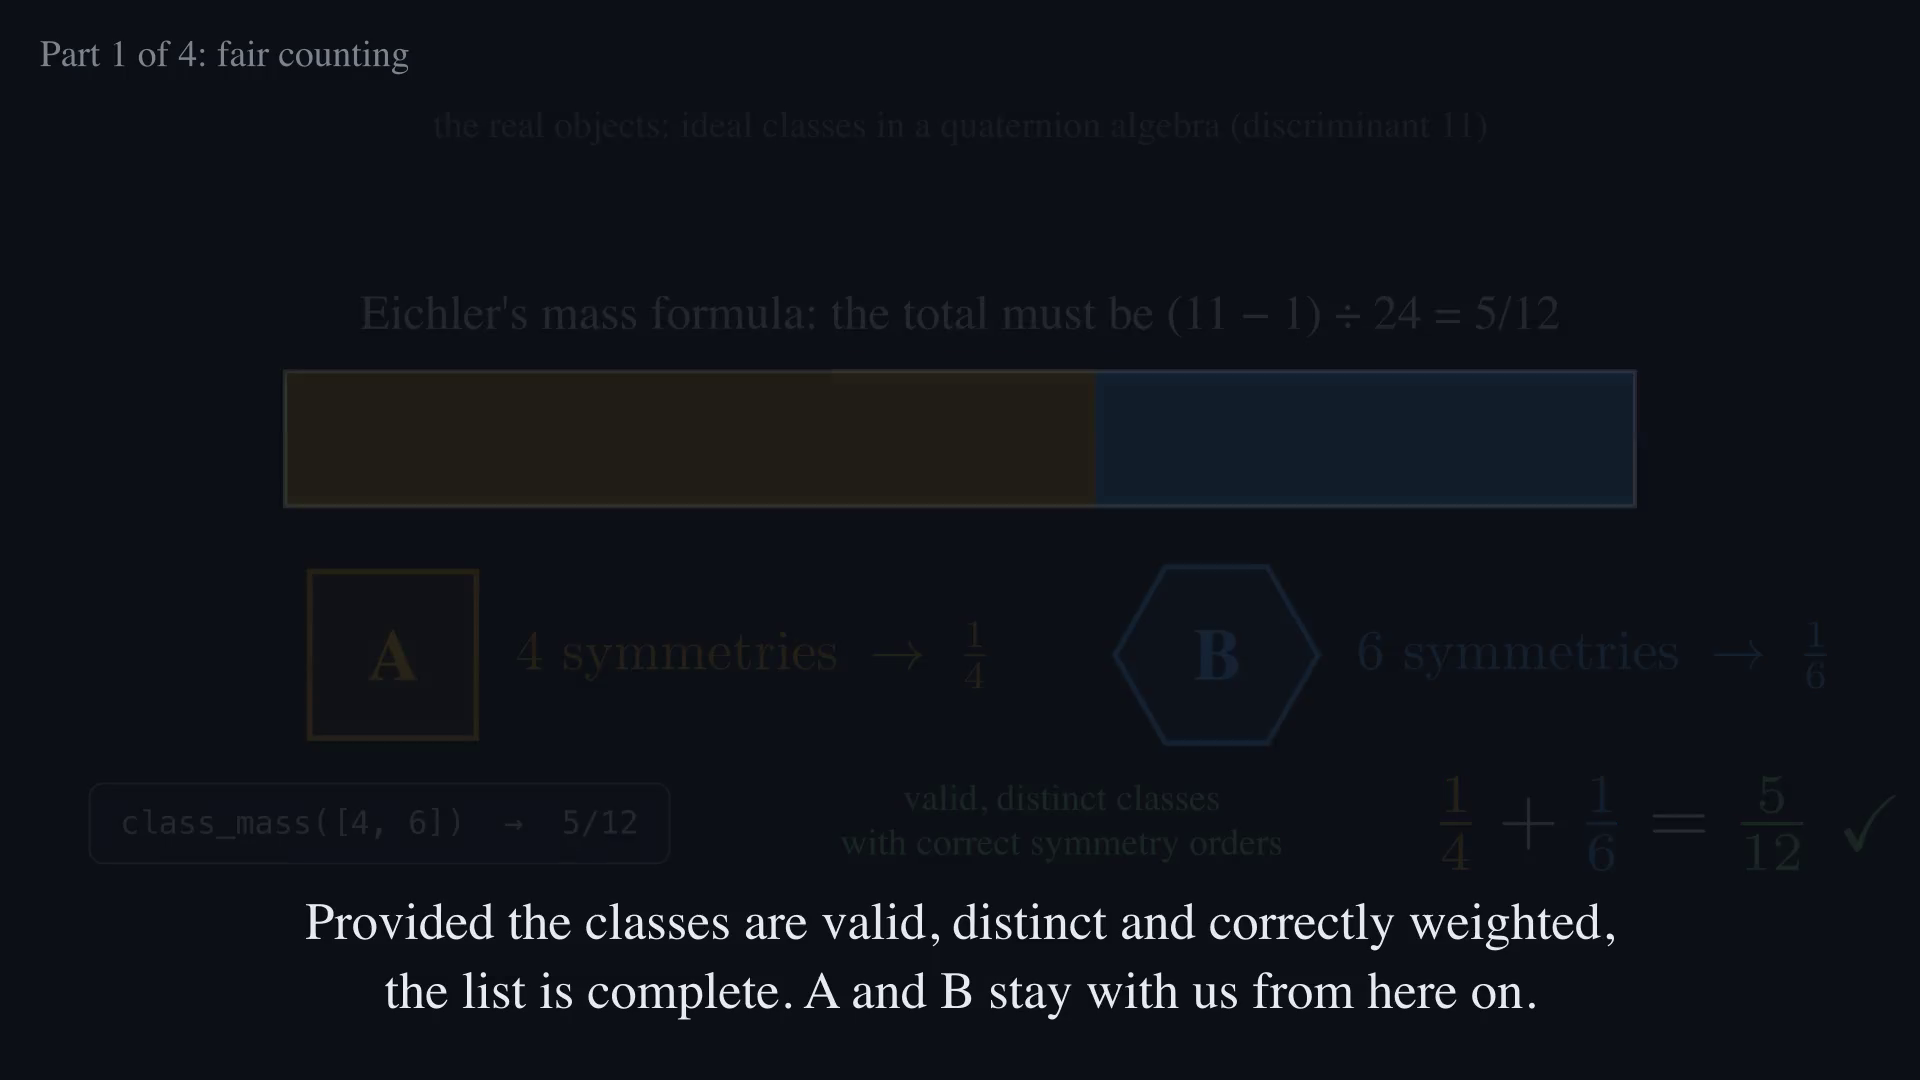 Part 1 of 4: fair counting
the real objects: ideal classes in a quaternion algebra (discriminant 11)
Eichler's mass formula: the total must be (11 − 1) ÷ 24 = 5/12
A 4 symmetries → 1/4 B 6 symmetries → 1/6
class_mass([4, 6]) → 5/12
valid, distinct classes
with correct symmetry orders
1/4 + 1/6 = 5/12 ✓
Provided the classes are valid, distinct and correctly weighted,
the list is complete. A and B stay with us from here on.